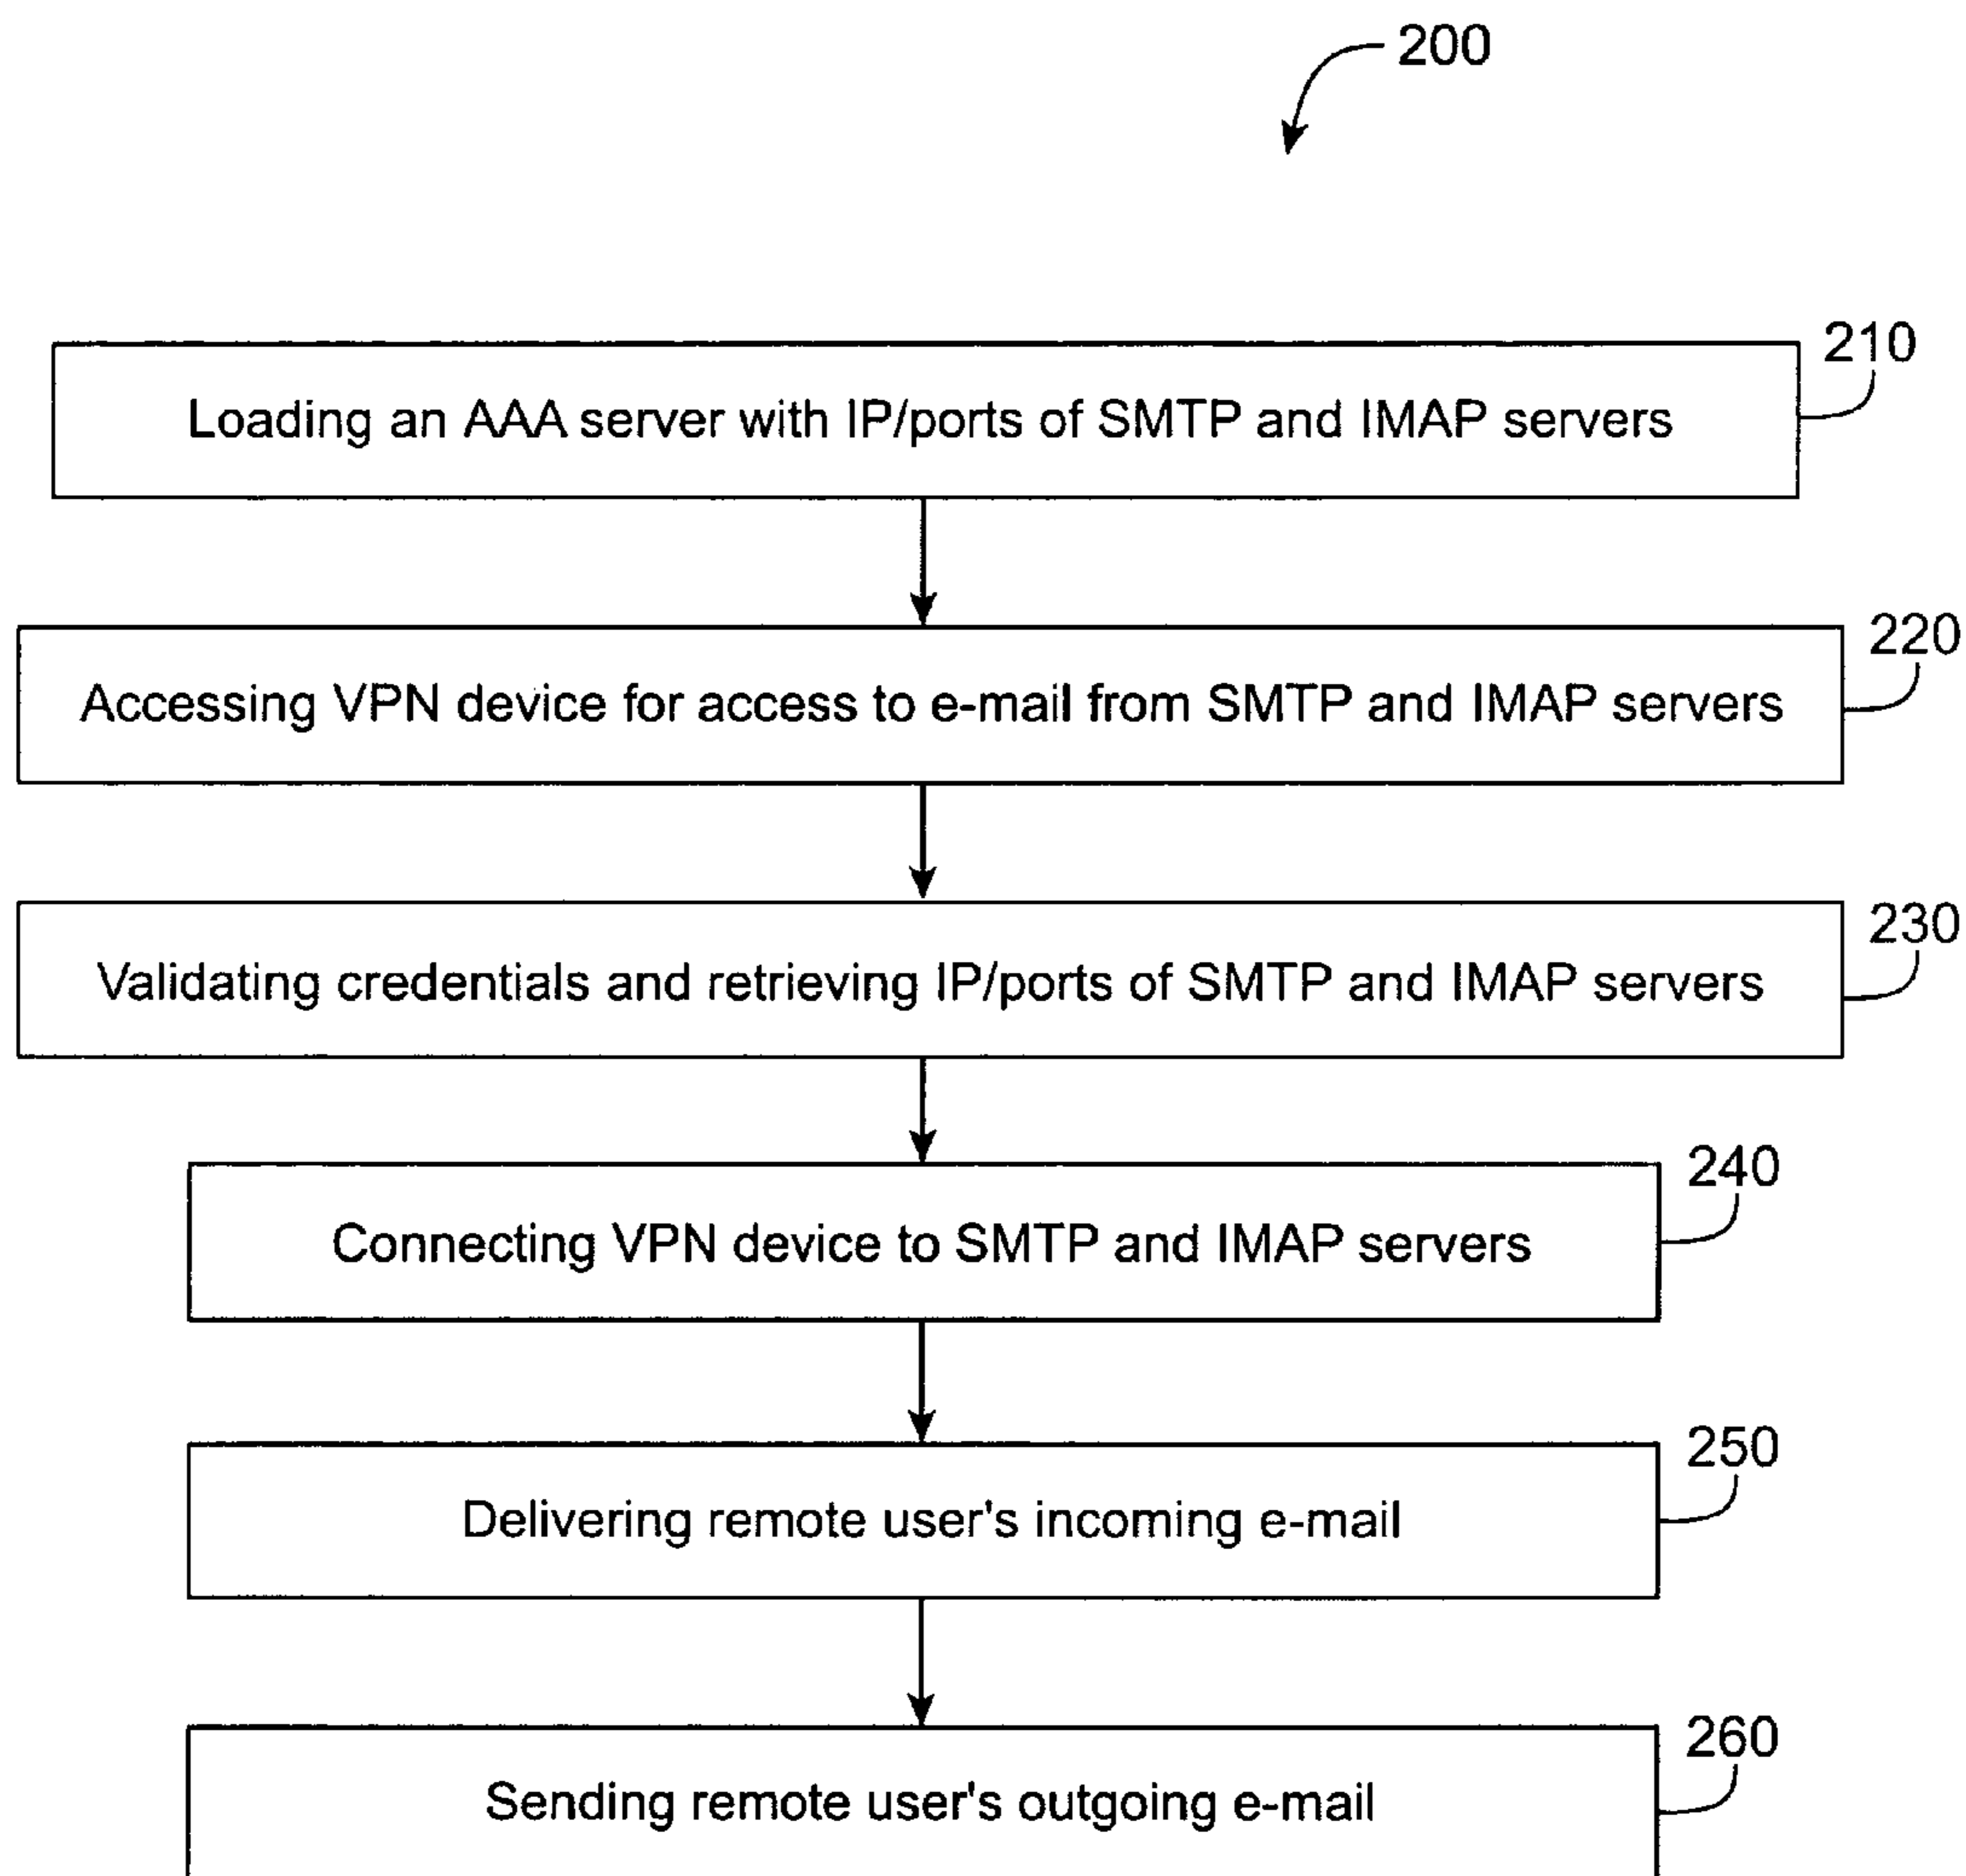 200
210
Loading an AAA server with IP/ports of SMTP and IMAP servers
220
Accessing VPN device for access to e-mail from SMTP and IMAP servers
230
Validating credentials and retrieving IP/ports of SMTP and IMAP servers
240
Connecting VPN device to SMTP and IMAP servers
250
Delivering remote user's incoming e-mail
260
Sending remote user's outgoing e-mail